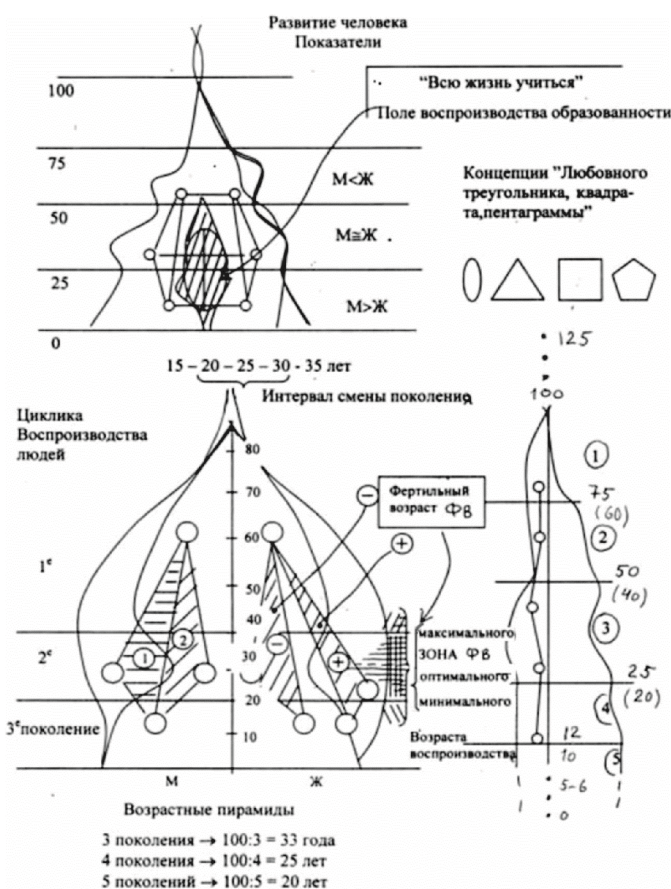 Развитие человека
Показатели
100
75
50
25
0
М<Ж
М≅Ж
М>Ж
"Всю жизнь учиться"
Поле воспроизводства образованности
Концепции "Любовного
треугольника, квадра-
та,пентаграммы"
15 – 20 – 25 – 30 - 35 лет
Интервал смены поколения
Циклика
Воспроизводства
людей
1е
2е
3е поколение
80
70
60
50
40
30
20
10
М
Ж
1
2
–
+
–
+
Фертильный
возраст ФВ
максимального
ЗОНА ФВ
оптимального
минимального
Возраста
воспроизводства
125
100
1
75
(60)
2
50
(40)
3
25
(20)
4
12
10
5
5-6
0
Возрастные пирамиды
3 поколения → 100:3 = 33 года
4 поколения → 100:4 = 25 лет
5 поколений → 100:5 = 20 лет